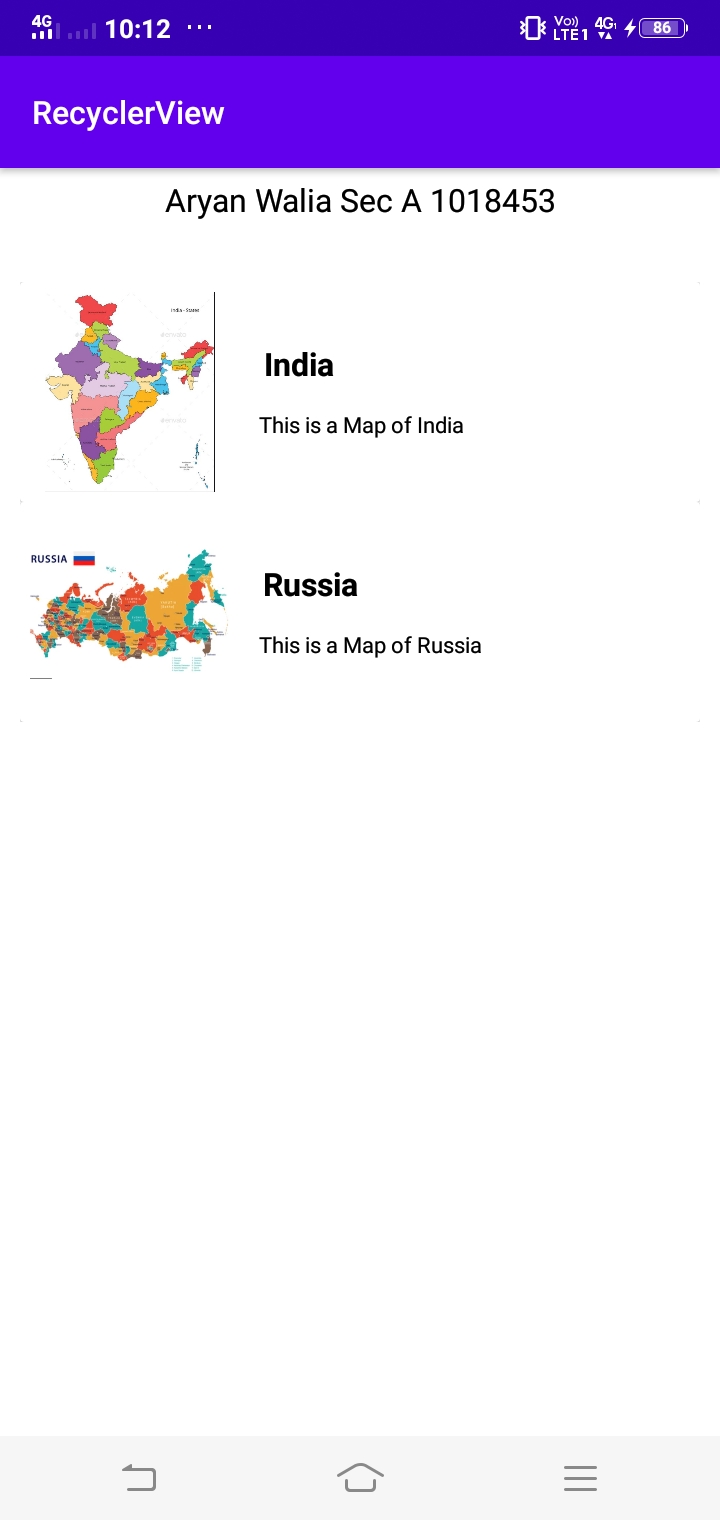 4G 10:12 ... Vo)) LTE1 4G 86
RecyclerView
Aryan Walia Sec A 1018453
India - States
India
This is a Map of India
RUSSIA
Russia
This is a Map of Russia